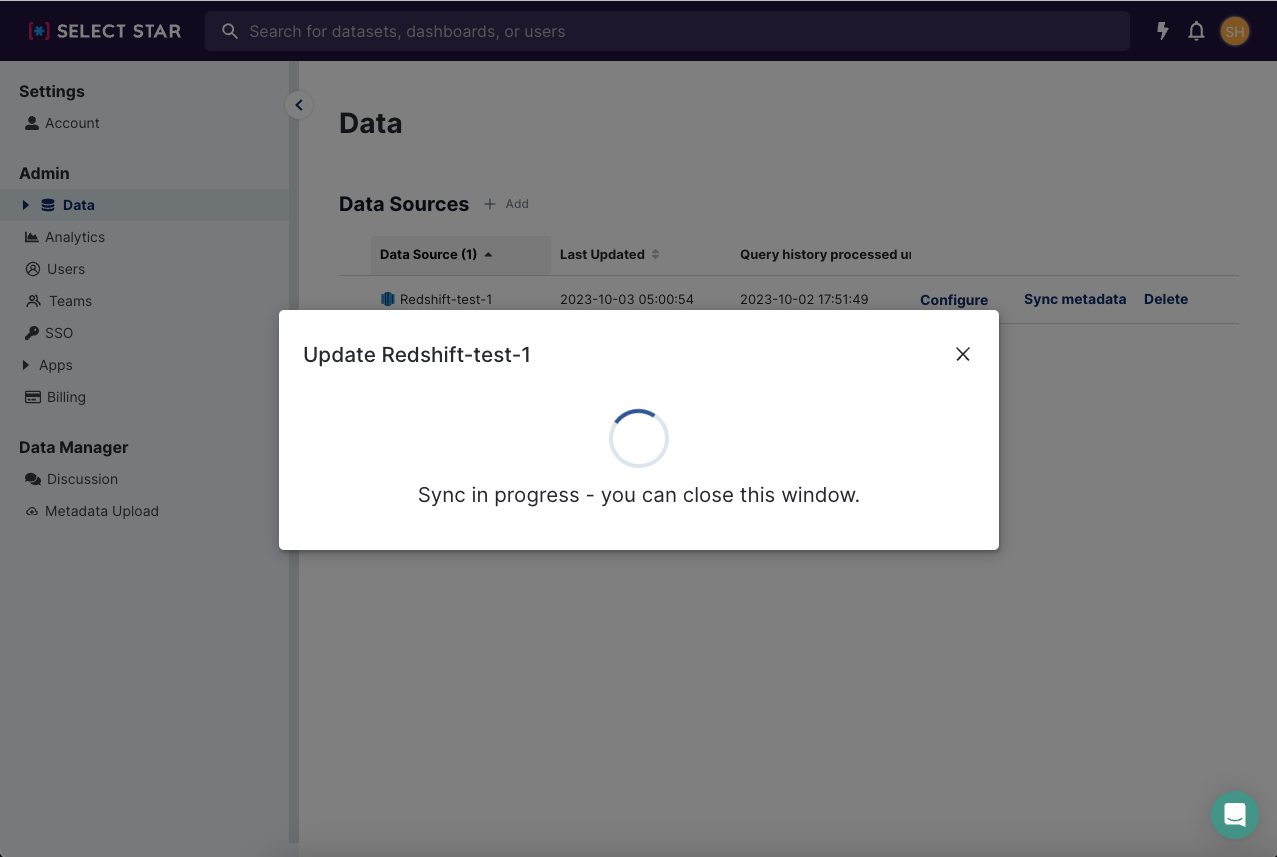 [*] SELECT STAR
Search for datasets, dashboards, or users
SH
Settings
Account
Admin
Data
Analytics
Users
Teams
SSO
Apps
Billing
Data Manager
Discussion
Metadata Upload
Data
Data Sources + Add
Data Source (1) Last Updated Query history processed
Redshift-test-1 2023-10-03 05:00:54 2023-10-02 17:51:49 Configure Sync metadata Delete
Update Redshift-test-1
Sync in progress - you can close this window.